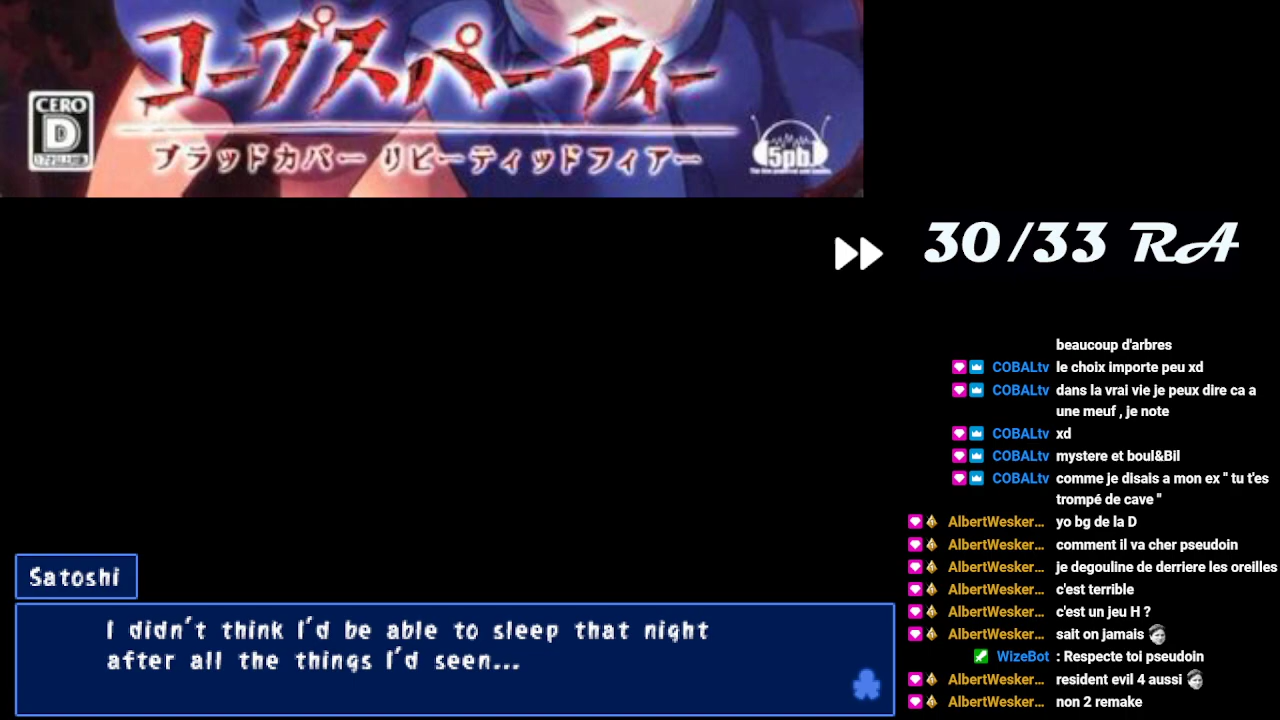 コープスパーティー
CERO
D
ブラッドカバー リピーティッドフィアー
5pb.
30/33 RA
beaucoup d'arbres
COBALtv le choix importe peu xd
COBALtv dans la vrai vie je peux dire ca a
une meuf , je note
COBALtv xd
COBALtv mystere et boul&Bil
COBALtv comme je disais a mon ex " tu t'es
trompé de cave "
AlbertWesker... yo bg de la D
AlbertWesker... comment il va cher pseudoin
AlbertWesker... je degouline de derriere les oreilles
AlbertWesker... c'est terrible
AlbertWesker... c'est un jeu H ?
AlbertWesker... sait on jamais
WizeBot : Respecte toi pseudoin
AlbertWesker... resident evil 4 aussi
AlbertWesker... non 2 remake
Satoshi
I didn't think I'd be able to sleep that night
after all the things I'd seen...